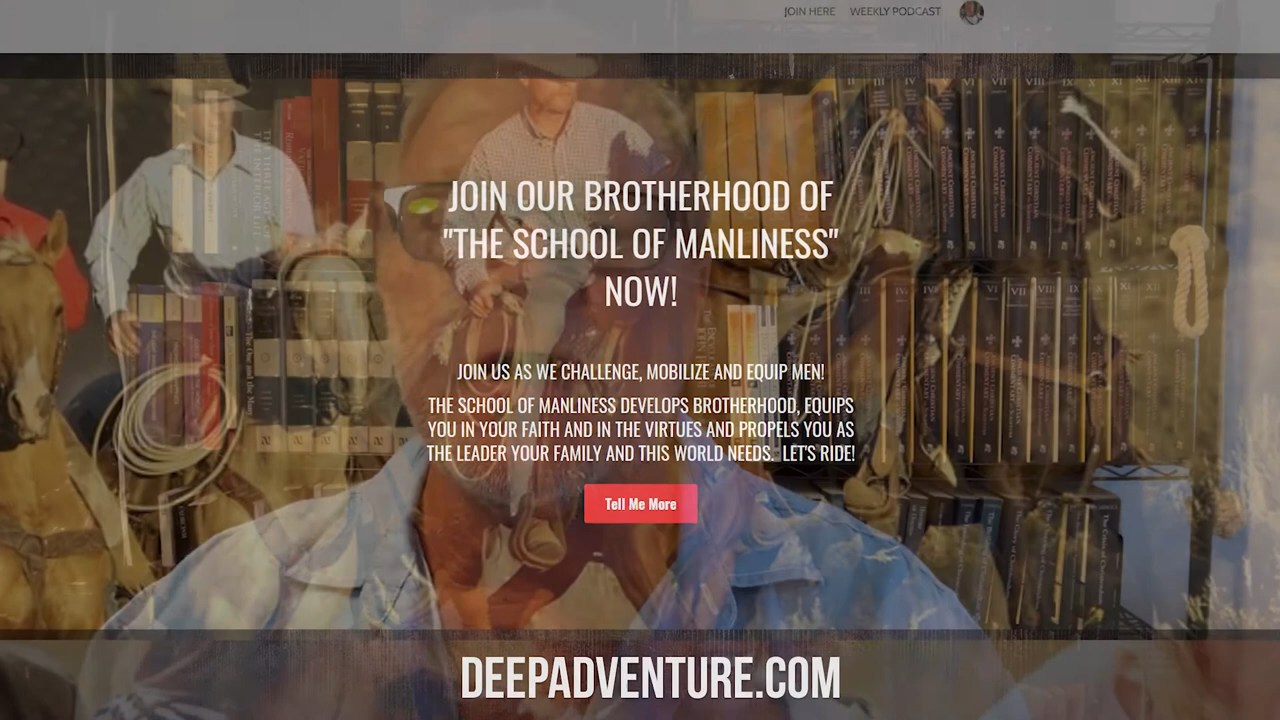 JOIN HERE WEEKLY PODCAST
JOIN OUR BROTHERHOOD OF
"THE SCHOOL OF MANLINESS"
NOW!
JOIN US AS WE CHALLENGE, MOBILIZE AND EQUIP MEN!
THE SCHOOL OF MANLINESS DEVELOPS BROTHERHOOD, EQUIPS
YOU IN YOUR FAITH AND IN THE VIRTUES AND PROPELS YOU AS
THE LEADER YOUR FAMILY AND THIS WORLD NEEDS. LET'S RIDE!
Tell Me More
DEEPADVENTURE.COM